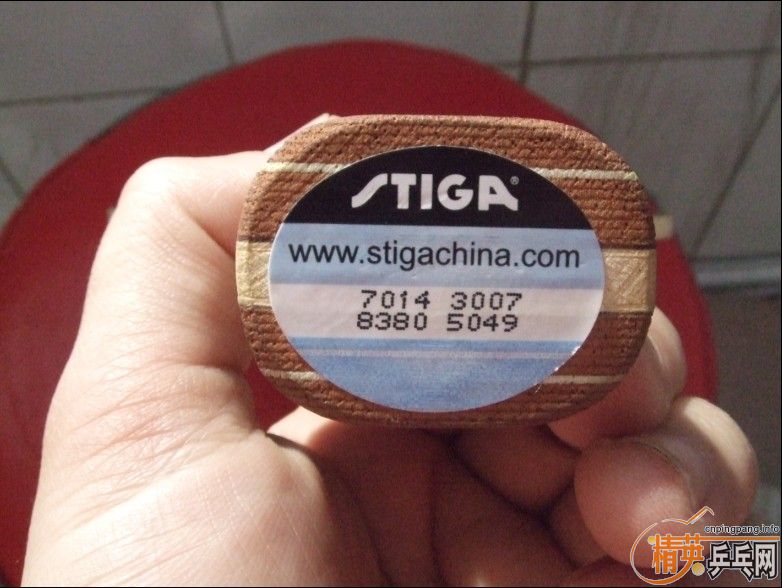 STIGA®
www.stigachina.com
7014 3007
8380 5049
cnpingpang.info
精英乒乓网